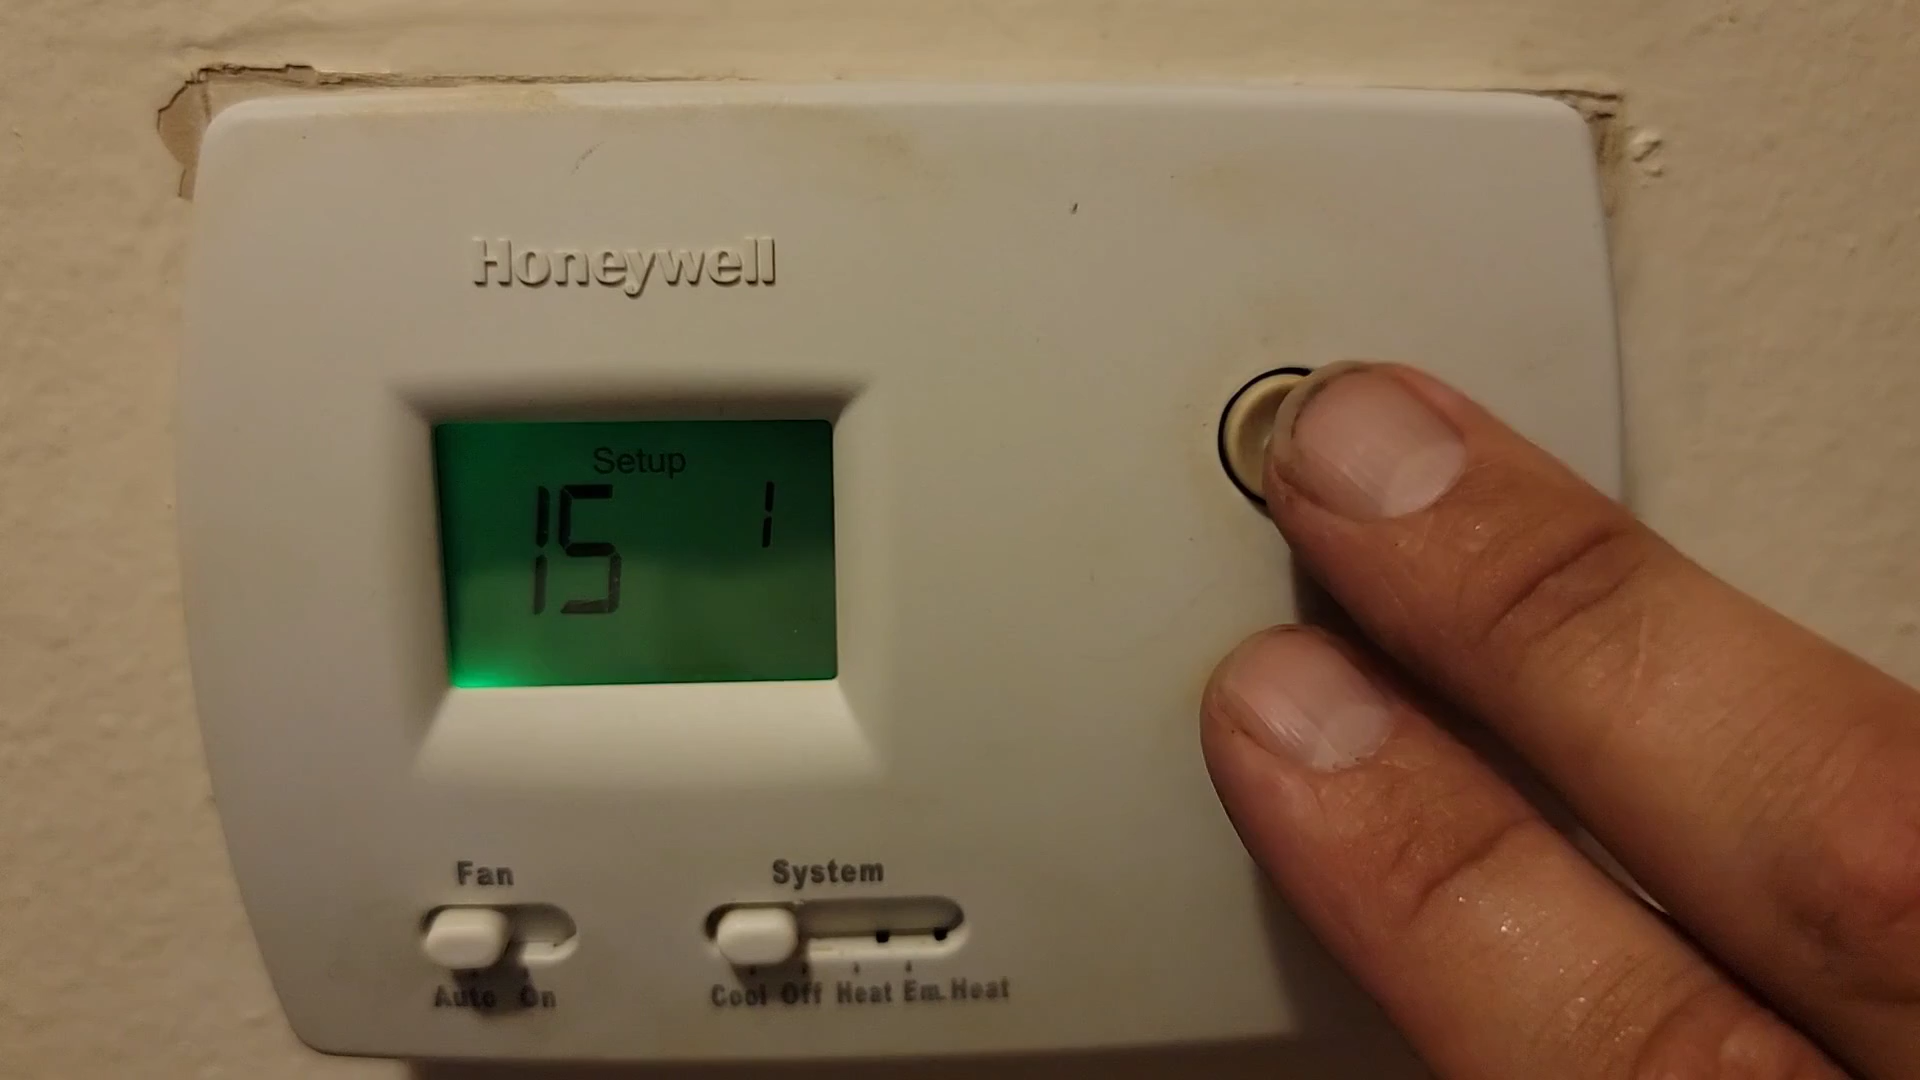 Honeywell
Setup
15 1
Fan
System
Auto On
Cool Off Heat Em. Heat